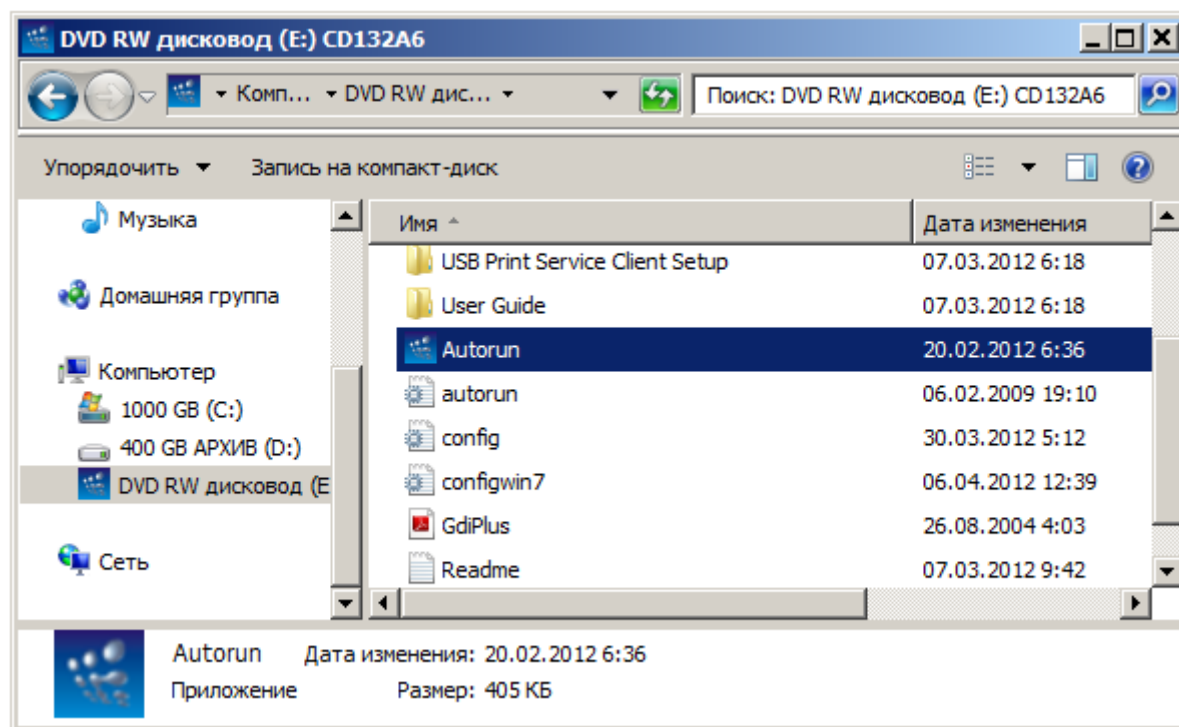 DVD RW дисковод (E:) CD132A6
Комп... DVD RW дис... Поиск: DVD RW дисковод (E:) CD132A6
Упорядочить Запись на компакт-диск
Музыка
Домашняя группа
Компьютер
1000 GB (C:)
400 GB АРХИВ (D:)
DVD RW дисковод (E
Сеть
Имя Дата изменения
USB Print Service Client Setup 07.03.2012 6:18
User Guide 07.03.2012 6:18
Autorun 20.02.2012 6:36
autorun 06.02.2009 19:10
config 30.03.2012 5:12
configwin7 06.04.2012 12:39
GdiPlus 26.08.2004 4:03
Readme 07.03.2012 9:42
Autorun Дата изменения: 20.02.2012 6:36
Приложение Размер: 405 КБ